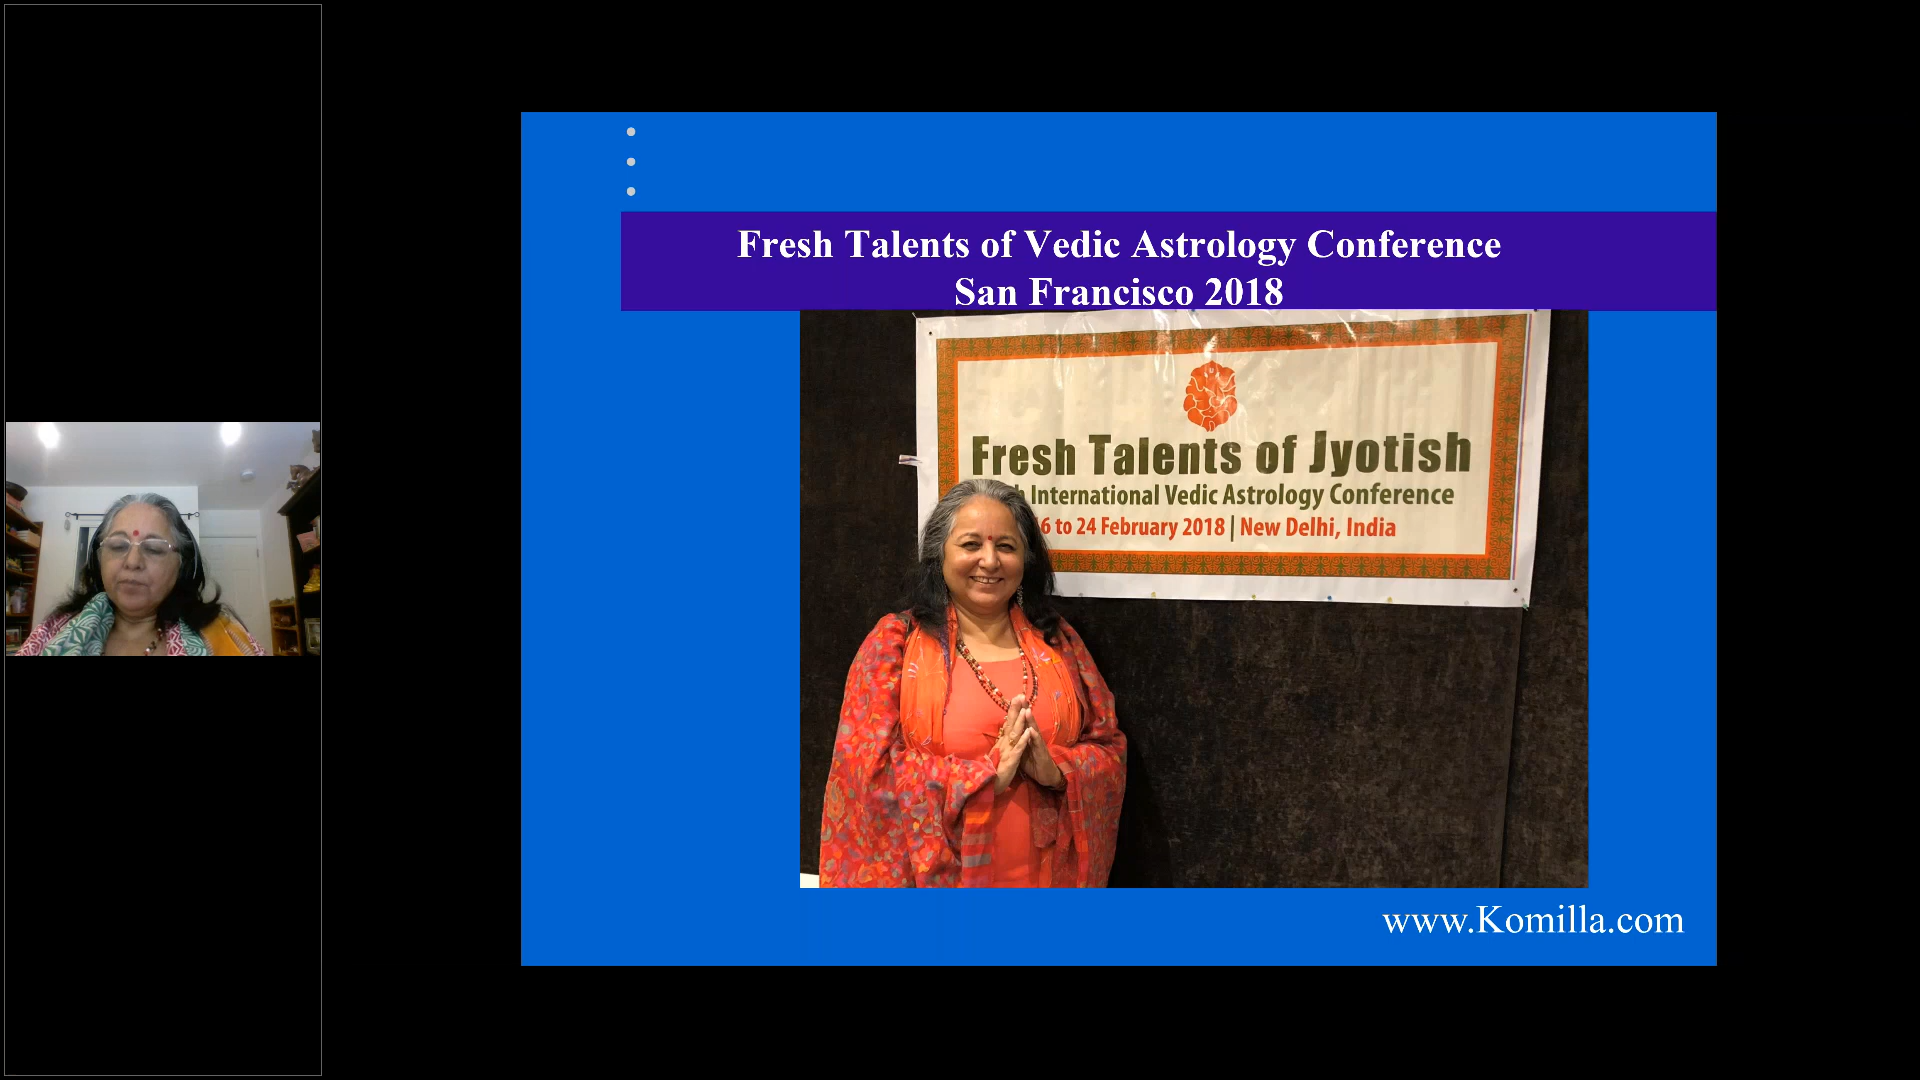 Fresh Talents of Vedic Astrology Conference
San Francisco 2018
Fresh Talents of Jyotish
International Vedic Astrology Conference
6 to 24 February 2018 | New Delhi, India
www.Komilla.com